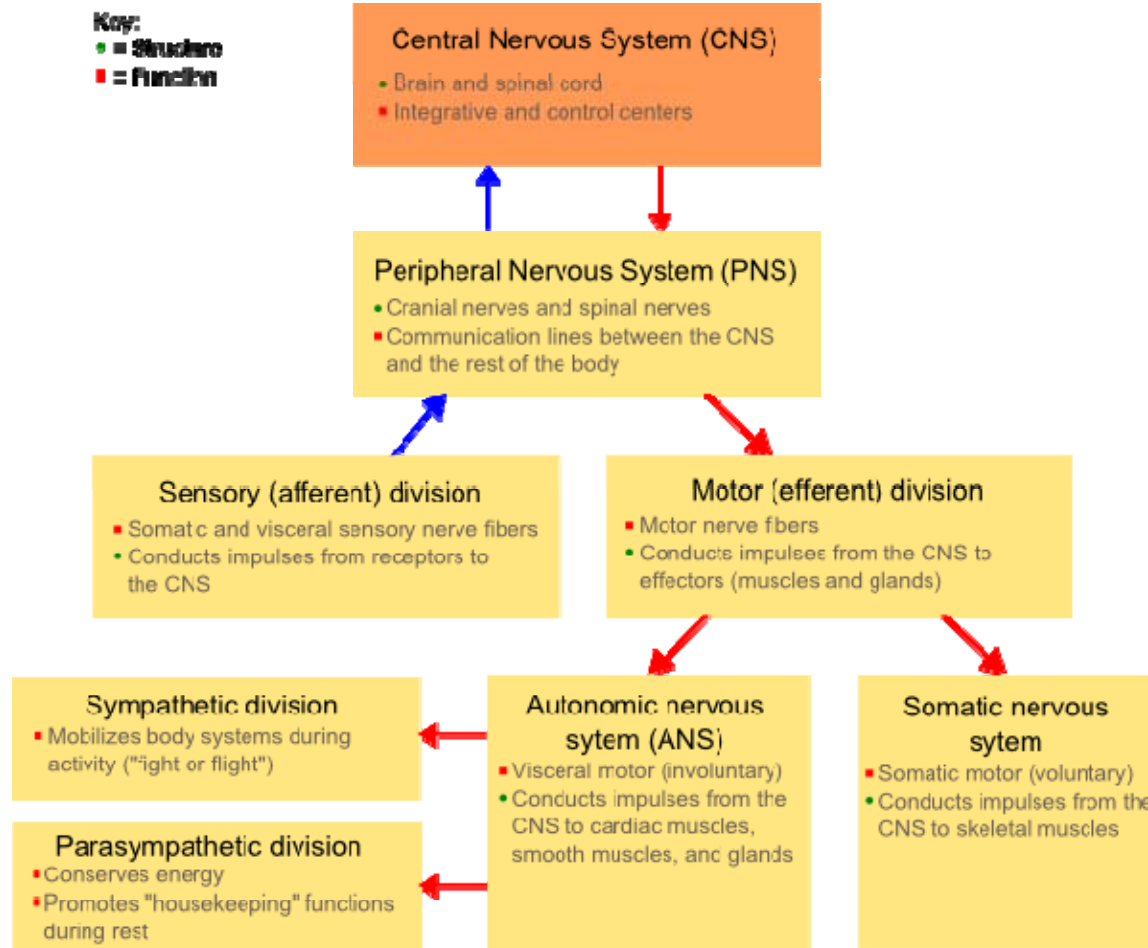 Key:
= Structure
= Function
Central Nervous System (CNS)
Brain and spinal cord
Integrative and control centers
Peripheral Nervous System (PNS)
Cranial nerves and spinal nerves
Communication lines between the CNS
and the rest of the body
Sensory (afferent) division
Somatic and visceral sensory nerve fibers
Conducts impulses from receptors to
the CNS
Motor (efferent) division
Motor nerve fibers
Conducts impulses from the CNS to
effectors (muscles and glands)
Sympathetic division
Mobilizes body systems during
activity ("fight or flight")
Parasympathetic division
Conserves energy
Promotes "housekeeping" functions
during rest
Autonomic nervous
sytem (ANS)
Visceral motor (involuntary)
Conducts impulses from the
CNS to cardiac muscles,
smooth muscles, and glands
Somatic nervous
sytem
Somatic motor (voluntary)
Conducts impulses from the
CNS to skeletal muscles